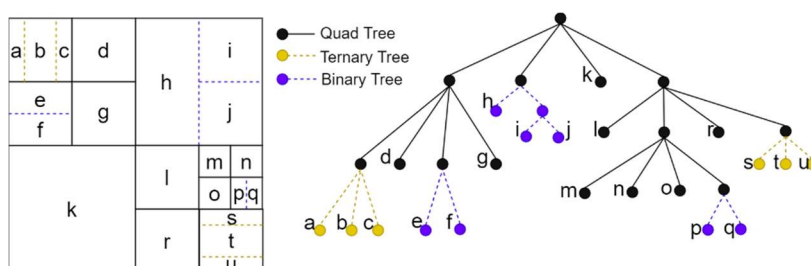 a b c d
e
f g
h i
j
k
l m n
o p q
r s
t
u
Quad Tree
Ternary Tree
Binary Tree
k
h
i j l r
d g s t u
m n o
a b c e f p q